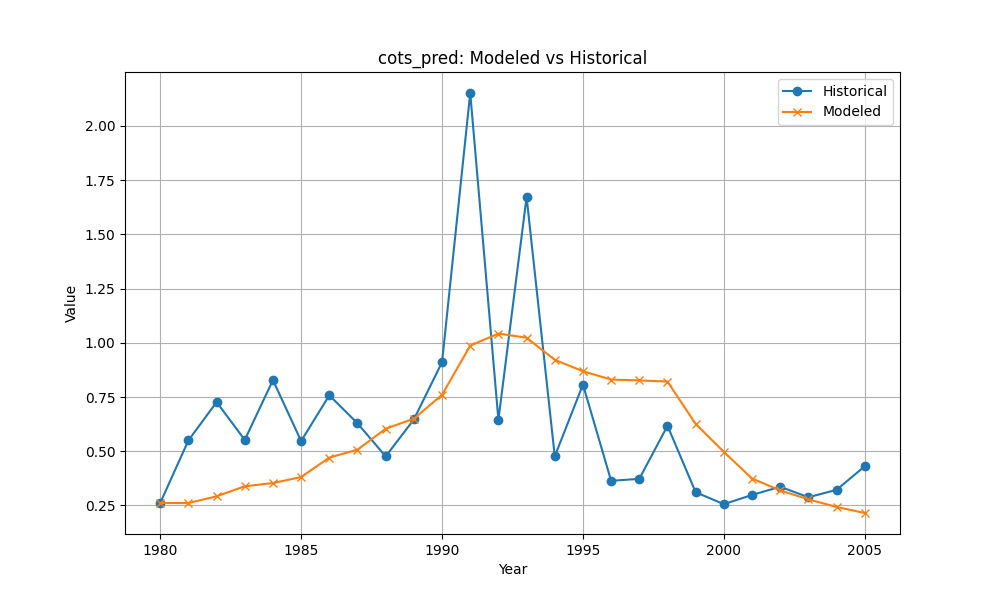 cots_pred: Modeled vs Historical
Historical
Modeled
Value
2.00
1.75
1.50
1.25
1.00
0.75
0.50
0.25
1980 1985 1990 1995 2000 2005
Year